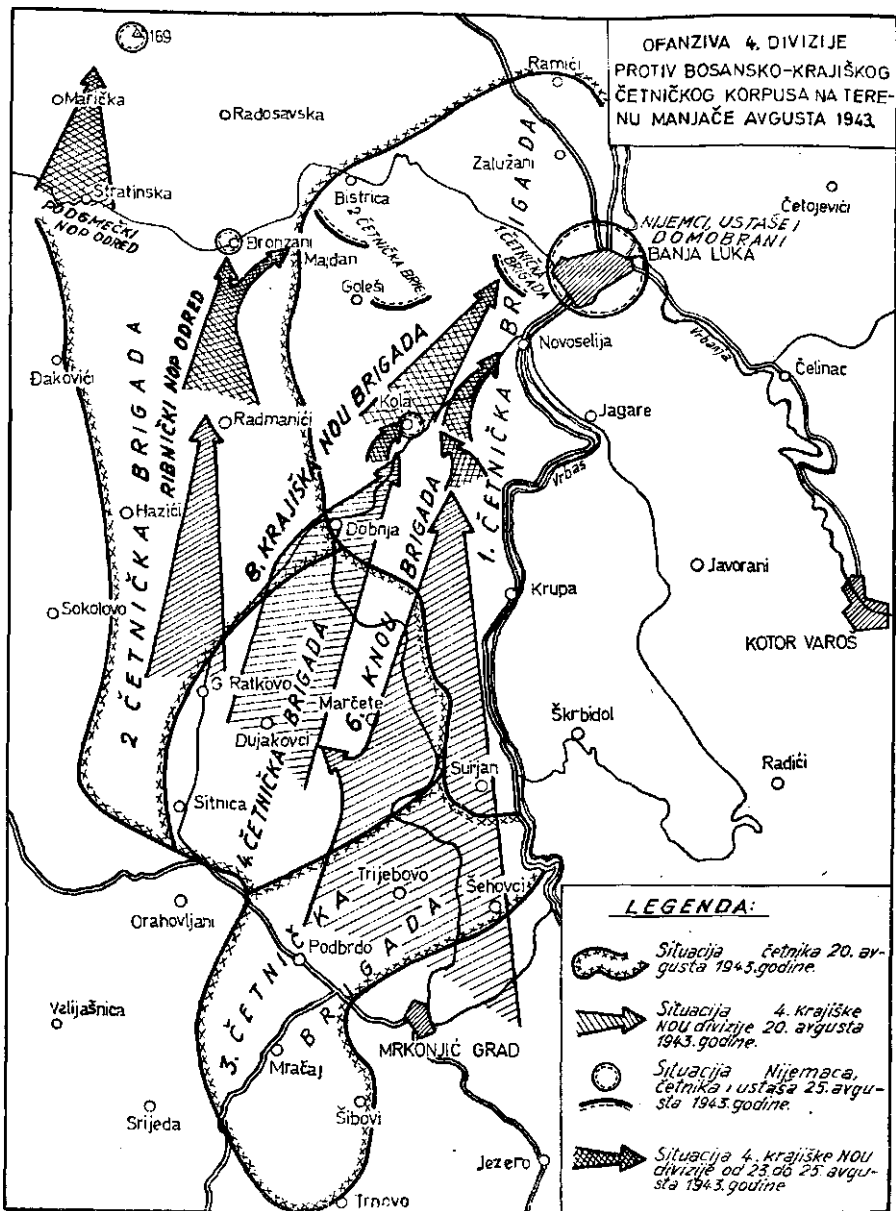 OFANZIVA 4. DIVIZIJE
PROTIV BOSANSKO-KRAJIŠKOG
ČETNIČKOG KORPUSA NA TERE-
NU MANJAČE AVGUSTA 1943.
169
Marička
Radosavska
Ramići
Zalužani
Četojevići
Stratinska
PODGMEČKI
NOP ODRED
Bistrica
2 ČETNIČKA BRIG
Bronzani
Majdan
Goleši
1 ČETNIČKA
BRIGADA
NIJEMCI, USTAŠE I
DOMOBRANI
BANJA LUKA
Vrbanja
Novoselija
Čelinac
Đakovići
Kola
Jagare
Radmanići
Vrbas
2 ČETNIČKA BRIGADA
RIBNIČKI NOP ODRED
8. KRAJIŠKA NOU BRIGADA
1. ČETNIČKA BRIGADA
Hazići
Dobnja
Javorani
Sokolovo
Krupa
KOTOR VAROŠ
G Ratkovo
4. ČETNIČKA BRIGADA
6. KNOU BRIGADA
Marčete
Dujakovci
Škrbidol
Surjan
Radići
Sitnica
Trijebovo
Šehovci
Orahovljani
Podbrdo
3. ČETNIČKA
BRIGADA
Valijašnica
MRKONJIĆ GRAD
Mračaj
Srijeda
Šibovi
Jezero
Trnovo
LEGENDA:
Situacija četnika 20. av-
gusta 1943. godine.
Situacija 4. Krajiške
NOU divizije 20. avgusta
1943. godine.
Situacija Nijemaca,
četnika i ustaša 25. avgu-
sta 1943. godine.
Situacija 4. krajiške NOU
divizije od 23. do 25. avgusta
1943. godine.